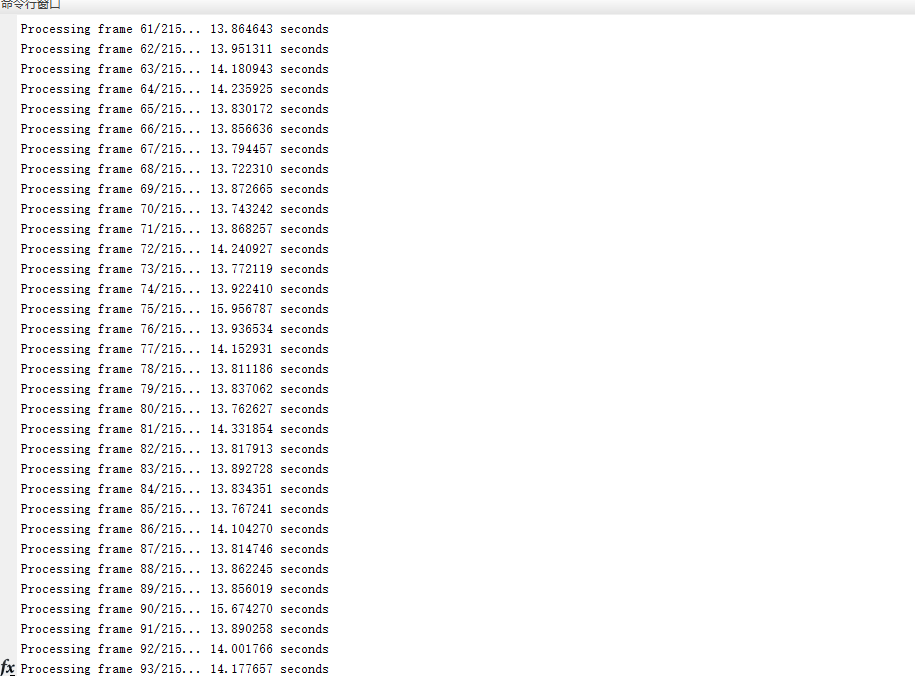 命令行窗口
Processing frame 61/215... 13.864643 seconds
Processing frame 62/215... 13.951311 seconds
Processing frame 63/215... 14.180943 seconds
Processing frame 64/215... 14.235925 seconds
Processing frame 65/215... 13.830172 seconds
Processing frame 66/215... 13.856636 seconds
Processing frame 67/215... 13.794457 seconds
Processing frame 68/215... 13.722310 seconds
Processing frame 69/215... 13.872665 seconds
Processing frame 70/215... 13.743242 seconds
Processing frame 71/215... 13.868257 seconds
Processing frame 72/215... 14.240927 seconds
Processing frame 73/215... 13.772119 seconds
Processing frame 74/215... 13.922410 seconds
Processing frame 75/215... 15.956787 seconds
Processing frame 76/215... 13.936534 seconds
Processing frame 77/215... 14.152931 seconds
Processing frame 78/215... 13.811186 seconds
Processing frame 79/215... 13.837062 seconds
Processing frame 80/215... 13.762627 seconds
Processing frame 81/215... 14.331854 seconds
Processing frame 82/215... 13.817913 seconds
Processing frame 83/215... 13.892728 seconds
Processing frame 84/215... 13.834351 seconds
Processing frame 85/215... 13.767241 seconds
Processing frame 86/215... 14.104270 seconds
Processing frame 87/215... 13.814746 seconds
Processing frame 88/215... 13.862245 seconds
Processing frame 89/215... 13.856019 seconds
Processing frame 90/215... 15.674270 seconds
Processing frame 91/215... 13.890258 seconds
Processing frame 92/215... 14.001766 seconds
fx Processing frame 93/215... 14.177657 seconds